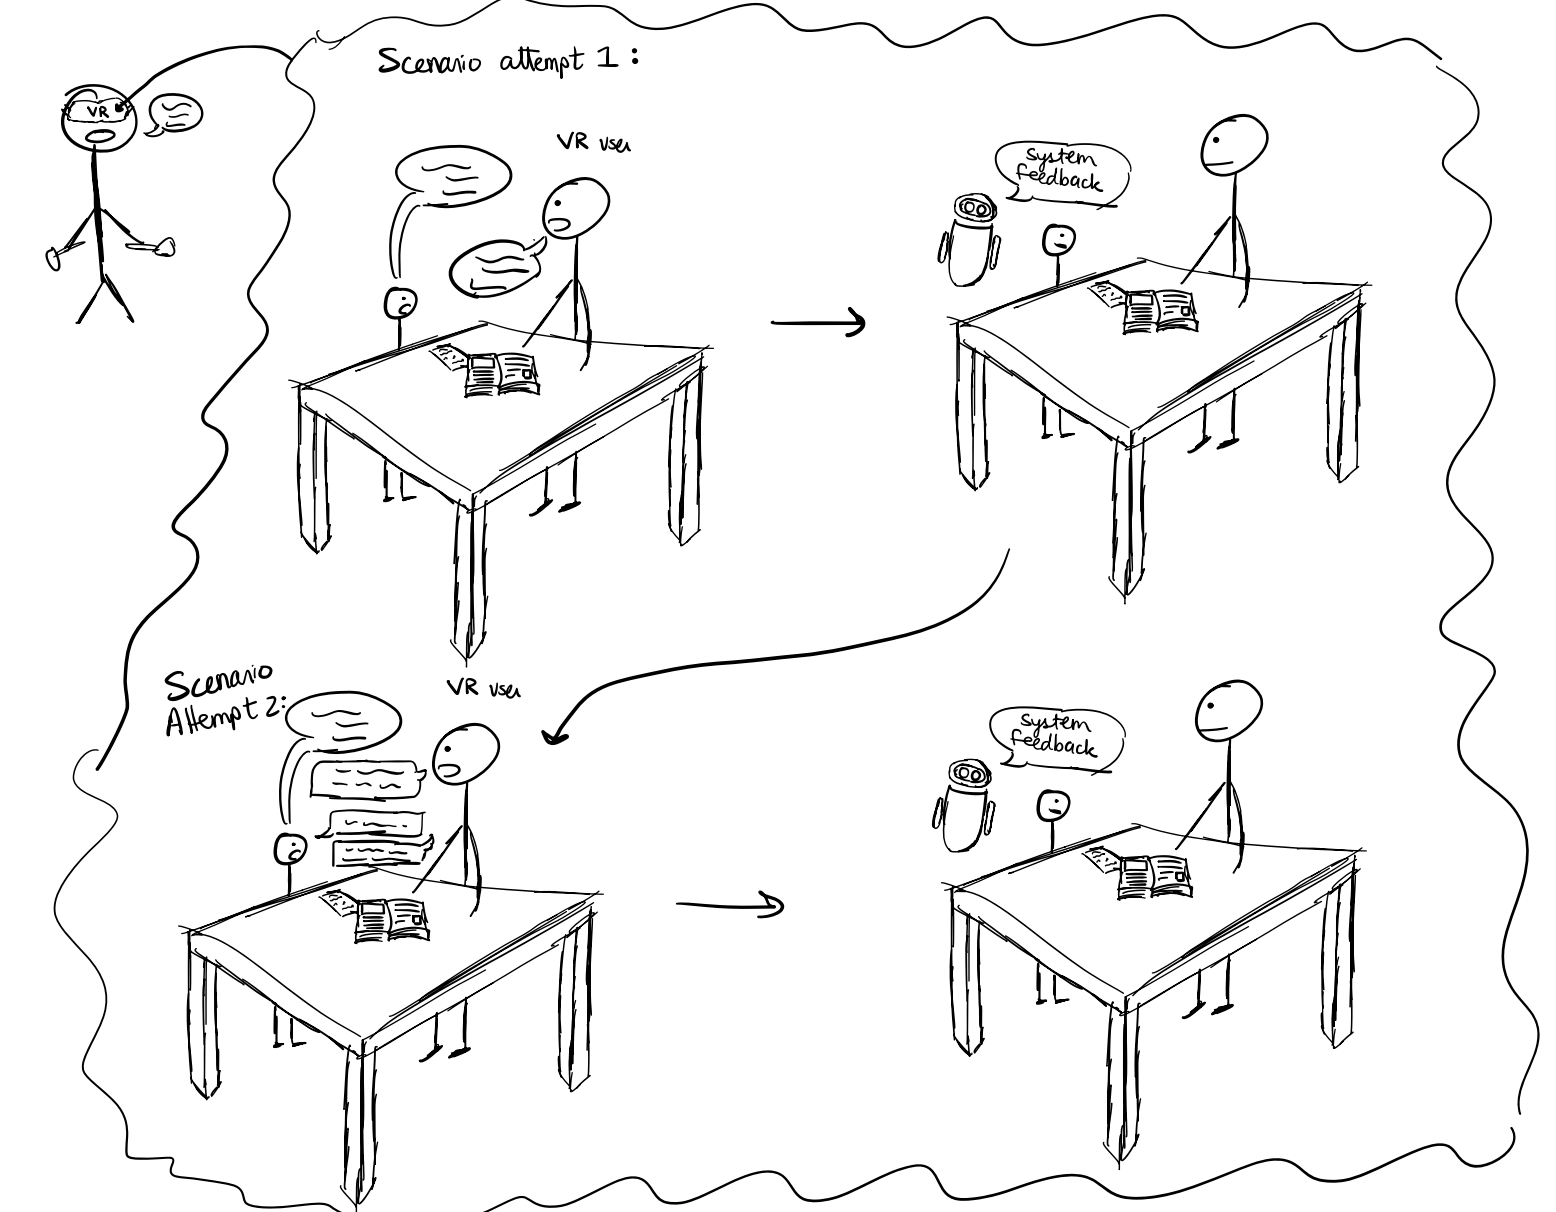 Scenario attempt 1:
VR
VR user
system
feedback
Scenario
Attempt 2:
VR user
system
feedback